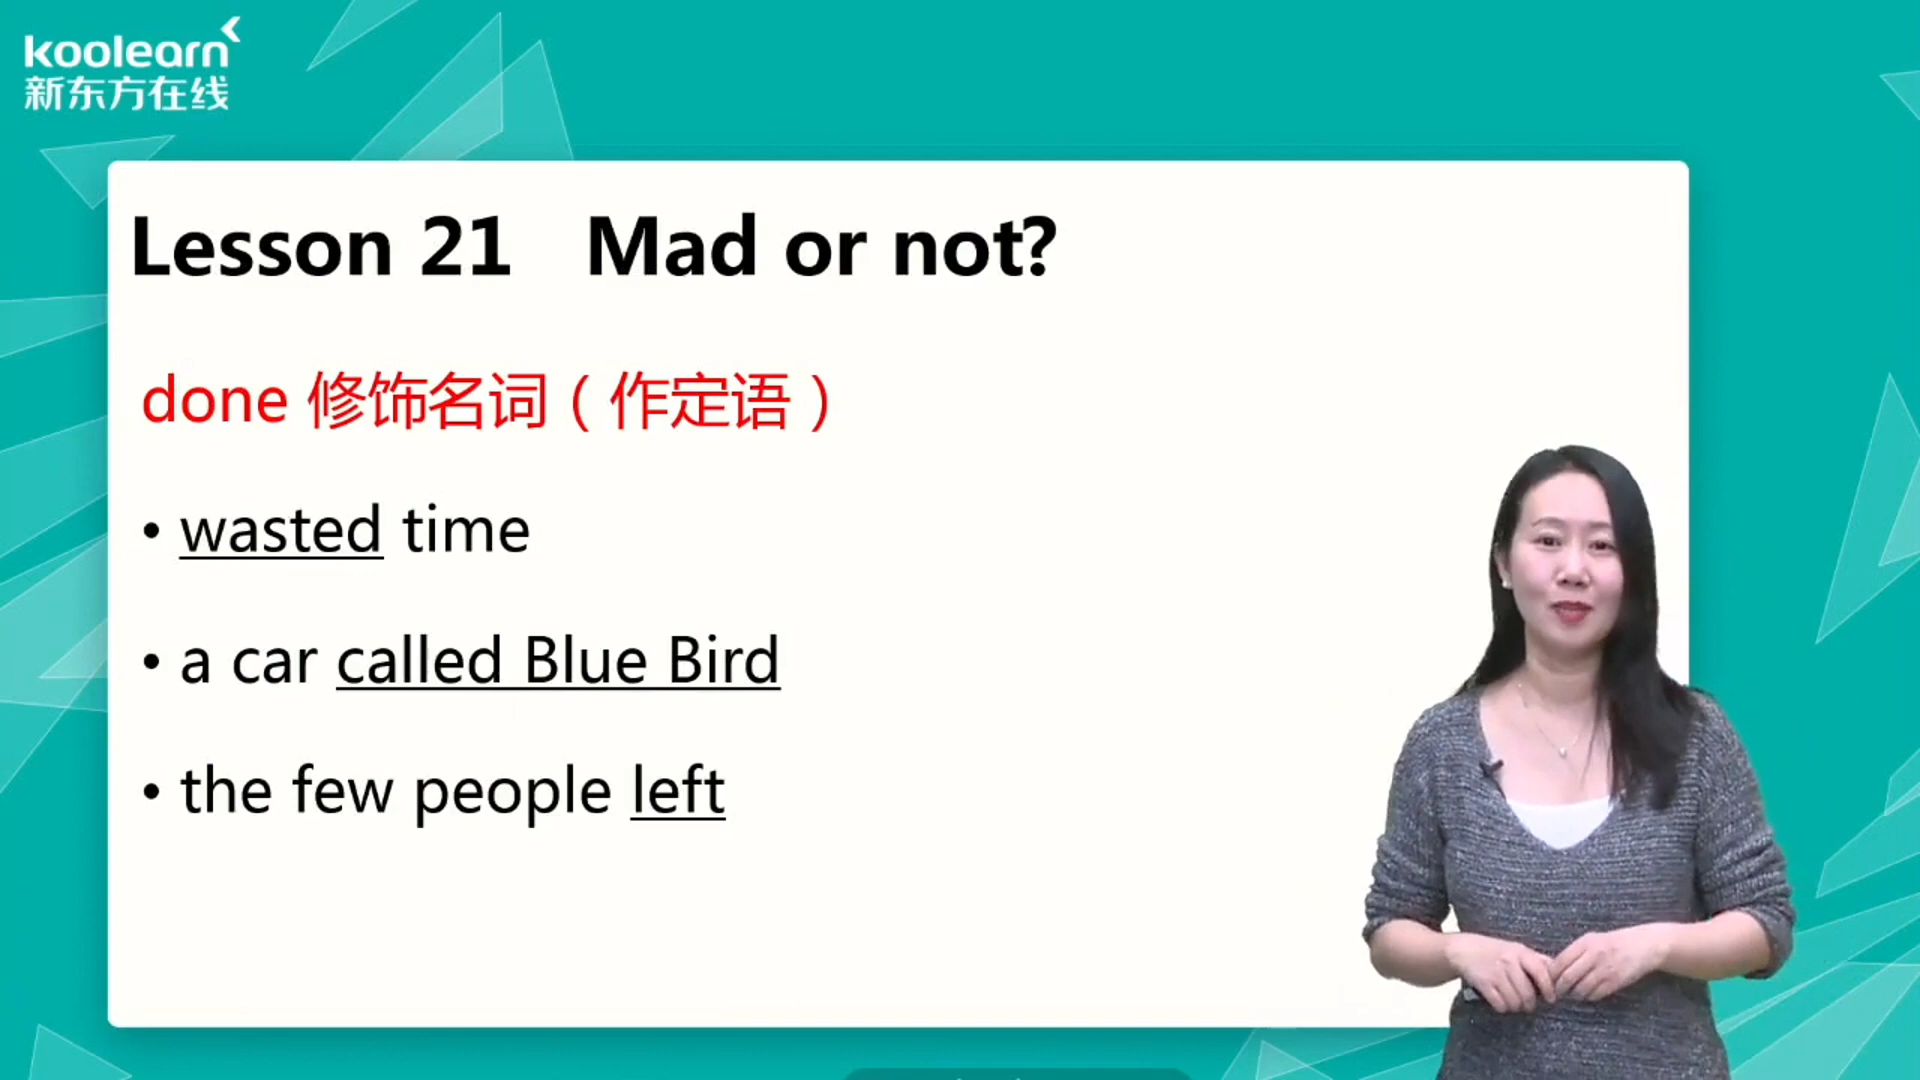 koolearn
新东方在线
Lesson 21 Mad or not?
done 修饰名词（作定语）
• wasted time
• a car called Blue Bird
• the few people left